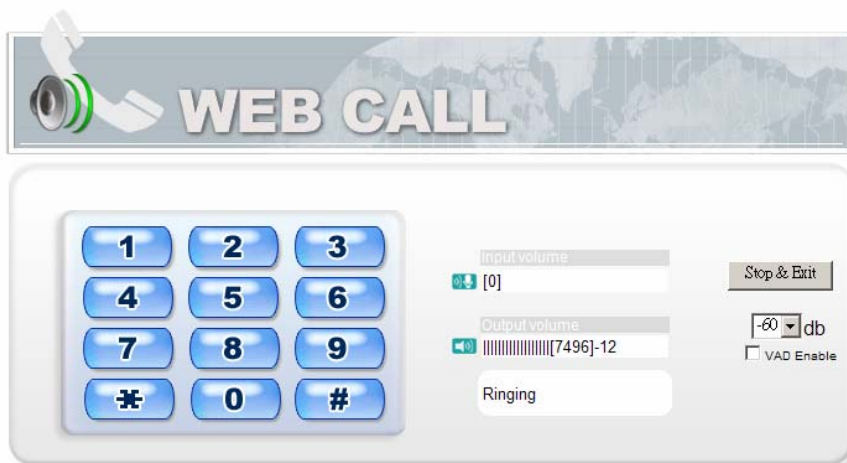 WEB CALL
1 2 3
4 5 6
7 8 9
* 0 #
Input volume
[0]
Output volume
||||||||||||||||||||[7496]-12
Ringing
Stop & Exit
-60 db
VAD Enable